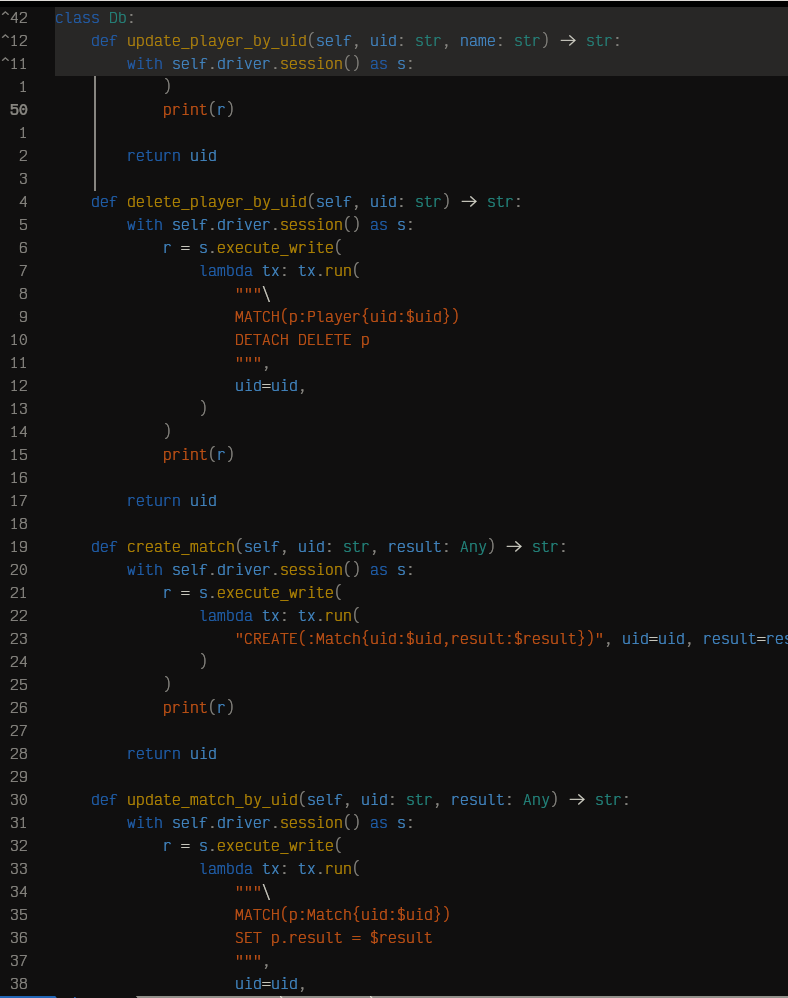 ^42 class Db:
^12     def update_player_by_uid(self, uid: str, name: str) → str:
^11         with self.driver.session() as s:
1             )
50             print(r)
1
2         return uid
3
4     def delete_player_by_uid(self, uid: str) → str:
5         with self.driver.session() as s:
6             r = s.execute_write(
7                 lambda tx: tx.run(
8                     """\
9                     MATCH(p:Player{uid:$uid})
10                     DETACH DELETE p
11                     """,
12                     uid=uid,
13                 )
14             )
15             print(r)
16
17         return uid
18
19     def create_match(self, uid: str, result: Any) → str:
20         with self.driver.session() as s:
21             r = s.execute_write(
22                 lambda tx: tx.run(
23                     "CREATE(:Match{uid:$uid,result:$result})", uid=uid, result=res
24                 )
25             )
26             print(r)
27
28         return uid
29
30     def update_match_by_uid(self, uid: str, result: Any) → str:
31         with self.driver.session() as s:
32             r = s.execute_write(
33                 lambda tx: tx.run(
34                     """\
35                     MATCH(p:Match{uid:$uid})
36                     SET p.result = $result
37                     """,
38                     uid=uid,